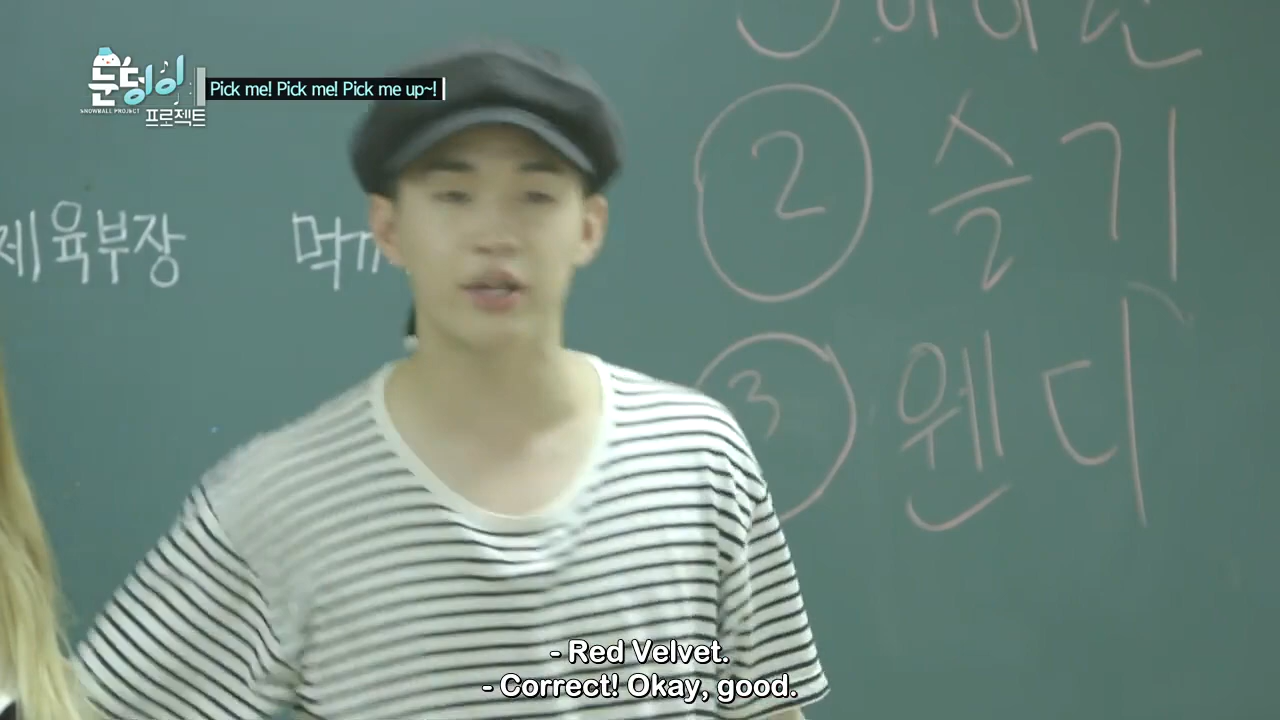 눈덩이
SNOWBALL PROJECT
프로젝트
Pick me! Pick me! Pick me up~!
② 슬기
제육부장
③ 웬디
- Red Velvet.
- Correct! Okay, good.